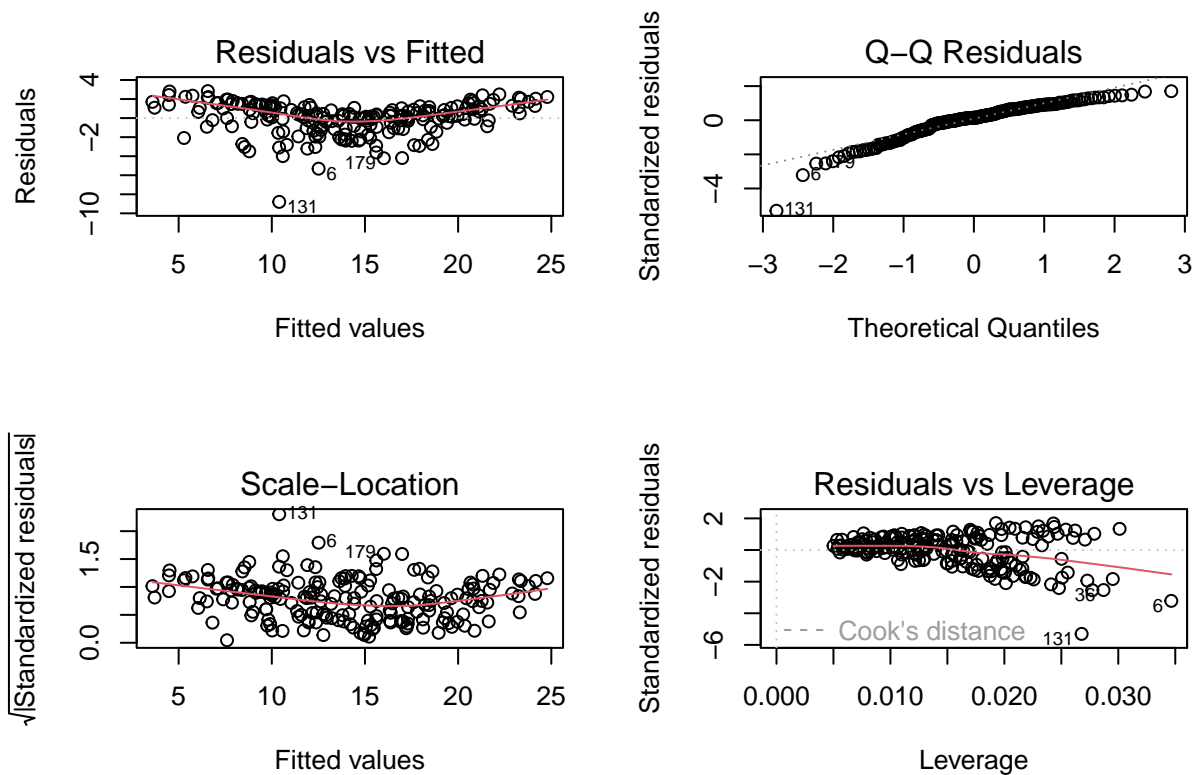 Residuals vs Fitted
Residuals
4
−2
−10
179
6
131
5 10 15 20 25
Fitted values
Q−Q Residuals
Standardized residuals
0
−4
6
131
−3 −2 −1 0 1 2 3
Theoretical Quantiles
Scale−Location
√|Standardized residuals|
1.5
0.0
131
6
179
5 10 15 20 25
Fitted values
Residuals vs Leverage
Standardized residuals
2
−2
−6
36
6
131
Cook's distance
0.000 0.010 0.020 0.030
Leverage